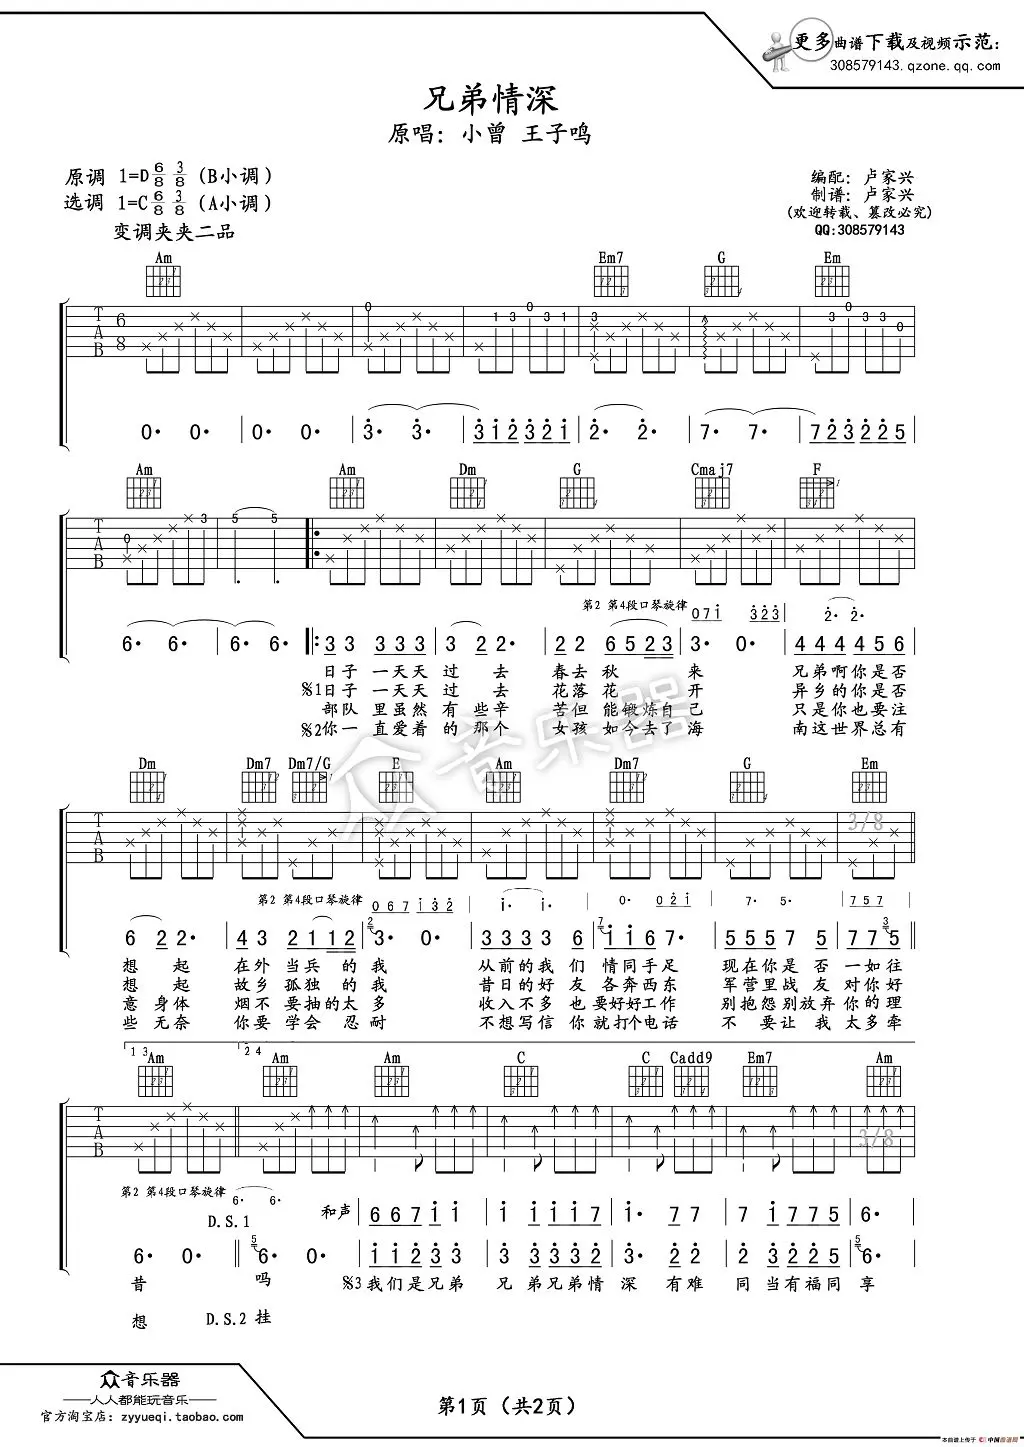 更多曲谱下载及视频示范：
308579143.qzone.qq.com
兄弟情深
原唱：小曾 王子鸣
原调 1=D 6/8 3/8（B小调）
选调 1=C 6/8 3/8（A小调）
变调夹夹二品
编配：卢家兴
制谱：卢家兴
(欢迎转载、篡改必究)
QQ:308579143
Am Em7 G Em
T A B 6/8
0· 0· 0· 0· 3· 3· 3 1 2 3 2 1 2· 2· 7· 7· 7 2 3 2 2 5
Am Am Dm G Cmaj7 F
T A B
第2 第4段口琴旋律 0 7 1 3 2 3 2· 2·
6· 6· 6· 6· 3 3 3 3 3 3 2 2· 2 2 6 5 2 3 3· 0· 4 4 4 4 5 6
日子 一天天 过 去 春去 秋 来 兄弟啊你是否
%1日子 一天天 过 去 花落 花 开 异乡的你是否
部队 里虽然 有些辛 苦但 能锻炼自己 只是你也要注
%2你一 直爱着 的那个 女孩 如今去了海 南这世界总有
Dm Dm7 Dm7/G E Am Dm7 G Em
T A B 3/8
第2 第4段口琴旋律 0 6 7 1 3 2 1· 1· 0· 0 2 1 7· 5· 7 5 7
6 2 2· 4 3 2 1 1 2 3· 0· 3 3 3 3 6 1 1 6 7· 5 5 5 7 5 7 7 5
想 起 在外 当兵 的我 从前的我们 情同手足 现在你是否 一如往
想 起 故乡 孤独 的我 昔日的好友 各奔西东 军营里战友 对你好
意身体 烟不 要抽的太多 收入不多也 要好好工作 别抱怨别放弃你的理
些无奈 你要 学会 忍耐 不想写信你 就打个电话 不 要让我 太多牵
1 3 Am 2 4 Am Am C C Cadd9 Em7 Am
T A B 3/8
第2 第4段口琴旋律 6· 6·
D.S.1 和声 6 6 7 1 1 1 1 1 1 7 1· 7 7 7 1 7 7 5 6·
6· 0· 6· 0· 1 1 2 3 3 3 2 3 3 2 3· 2 2 3 2 2 2 5 6·
昔 吗 %3我们是兄弟 兄 弟兄弟情 深 有难 同 当有福同 享
想 D.S.2 挂
众音乐器
众音乐器
——人人都能玩音乐——
官方淘宝店：zyyueqi.taobao.com
第1页（共2页）
本曲谱上传于 中国曲谱网